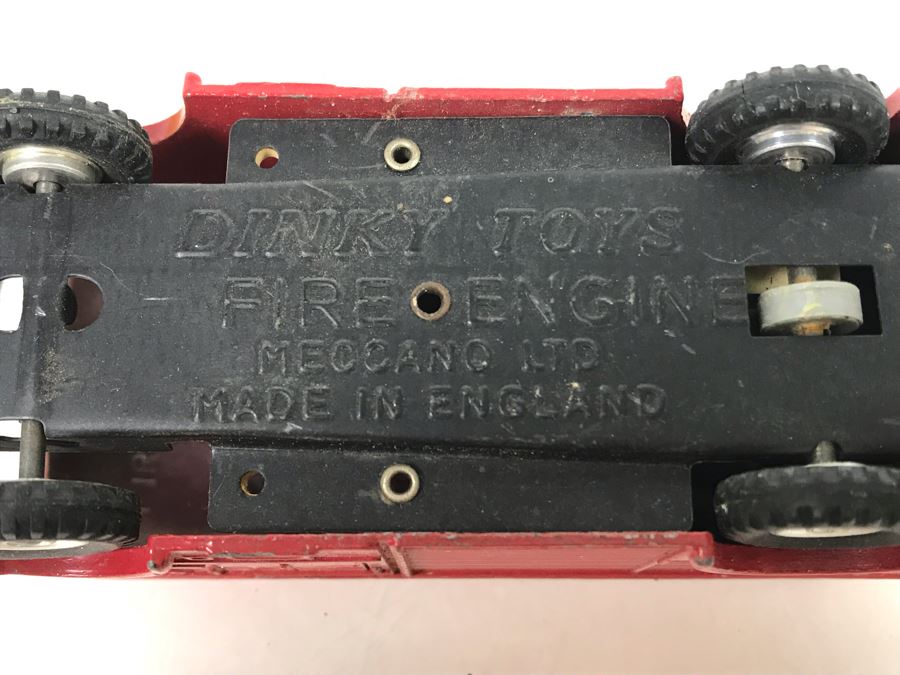 DINKY TOYS
FIRE ENGINE
MECCANO LTD
MADE IN ENGLAND